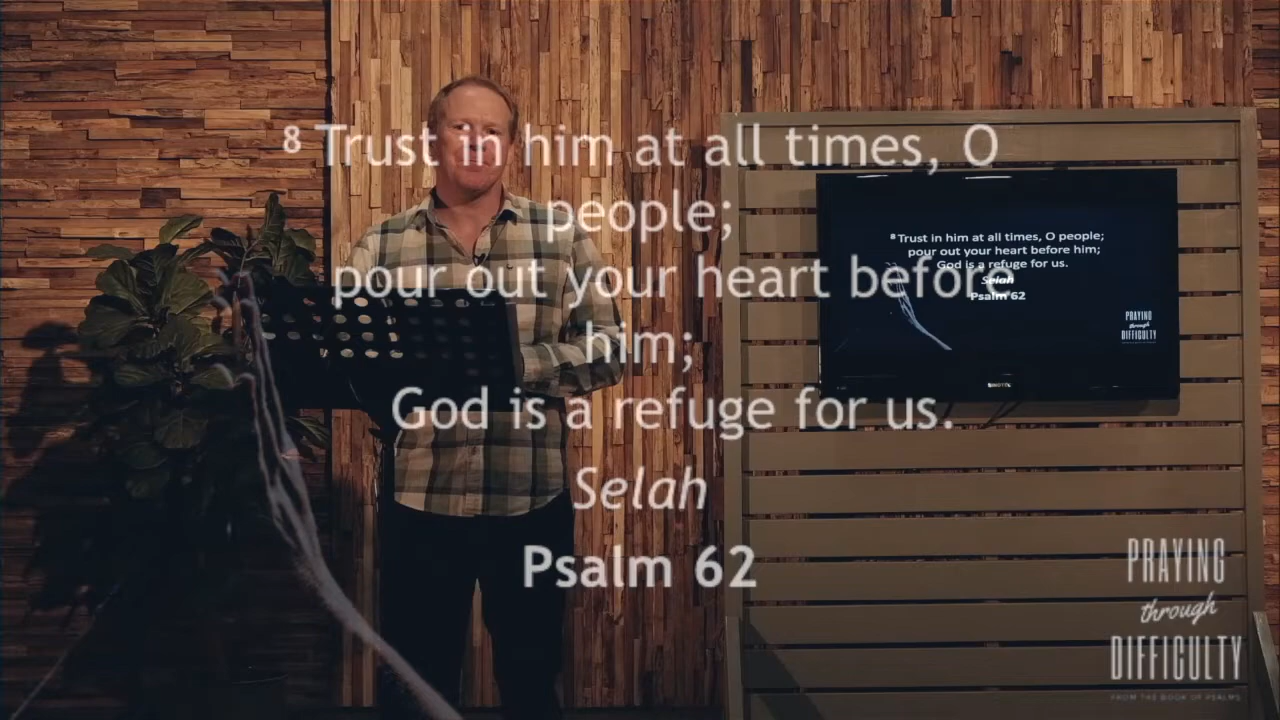 8 Trust in him at all times, O
people;
pour out your heart before
him;
God is a refuge for us.
Selah
Psalm 62
8 Trust in him at all times, O people;
pour out your heart before him;
God is a refuge for us.
Selah
Psalm 62
PRAYING
through
DIFFICULTY
PRAYING
through
DIFFICULTY
FROM THE BOOK OF PSALMS